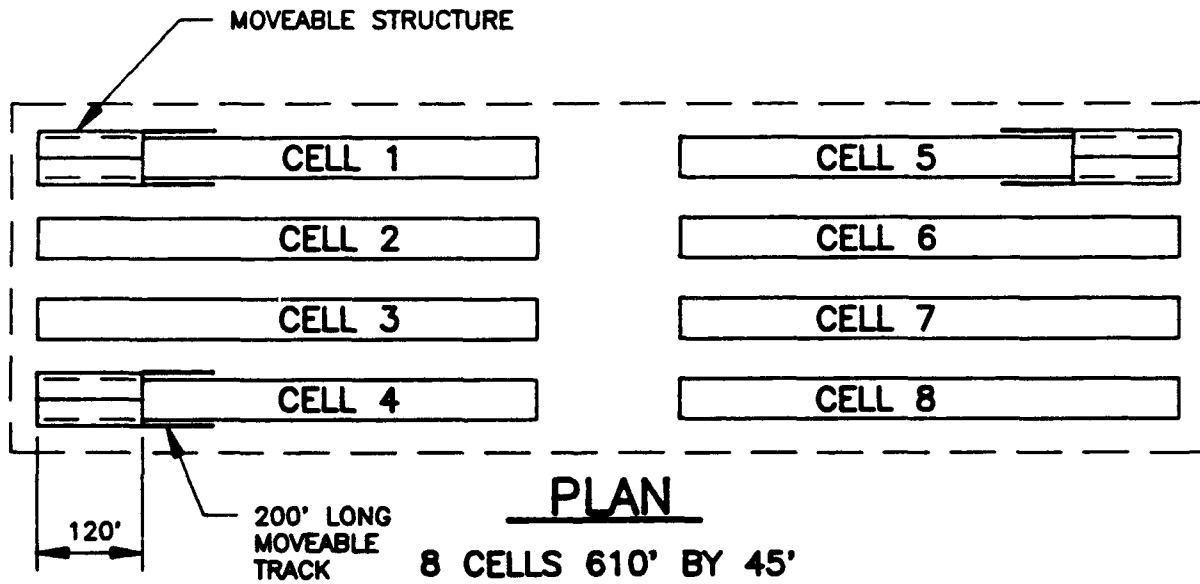 MOVEABLE STRUCTURE
CELL 1
CELL 5
CELL 2
CELL 6
CELL 3
CELL 7
CELL 4
CELL 8
120'
200' LONG
MOVEABLE
TRACK
PLAN
8 CELLS 610' BY 45'